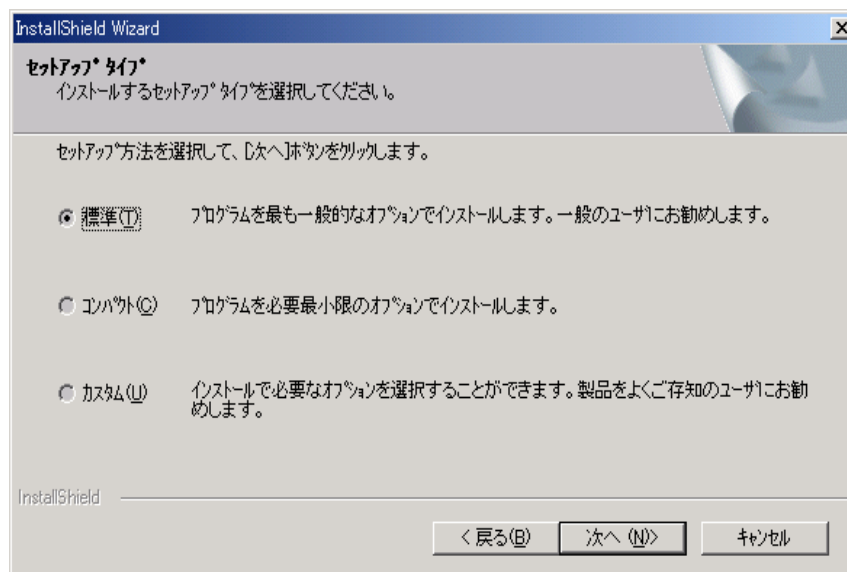 InstallShield Wizard
セットアップ タイプ
インストールするセットアップ タイプを選択してください。
セットアップ方法を選択して、[次へ]ボタンをクリックします。
標準(T)
プログラムを最も一般的なオプションでインストールします。一般のユーザにお勧めします。
コンパクト(C)
プログラムを必要最小限のオプションでインストールします。
カスタム(U)
インストールで必要なオプションを選択することができます。製品をよくご存知のユーザにお勧
めします。
InstallShield
< 戻る(B)
次へ (N)>
キャンセル